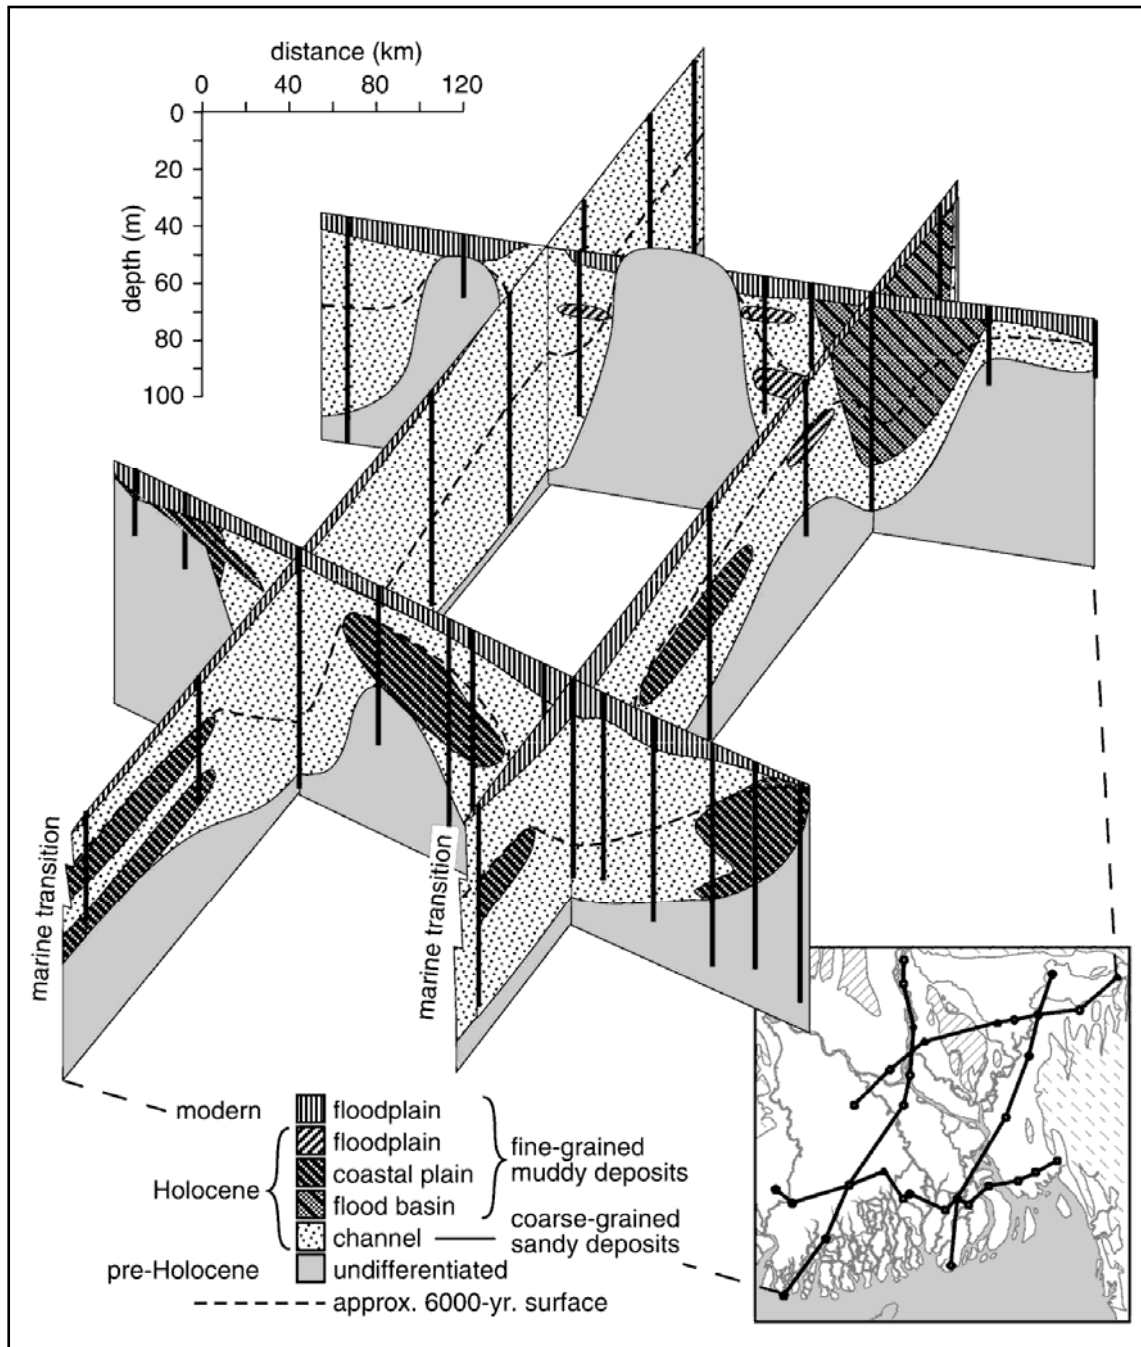 distance (km)
0 40 80 120
0
20
40
60
80
100
depth (m)
marine transition
marine transition
modern
floodplain
Holocene
floodplain
coastal plain
flood basin
fine-grained
muddy deposits
channel
coarse-grained
sandy deposits
pre-Holocene
undifferentiated
approx. 6000-yr. surface